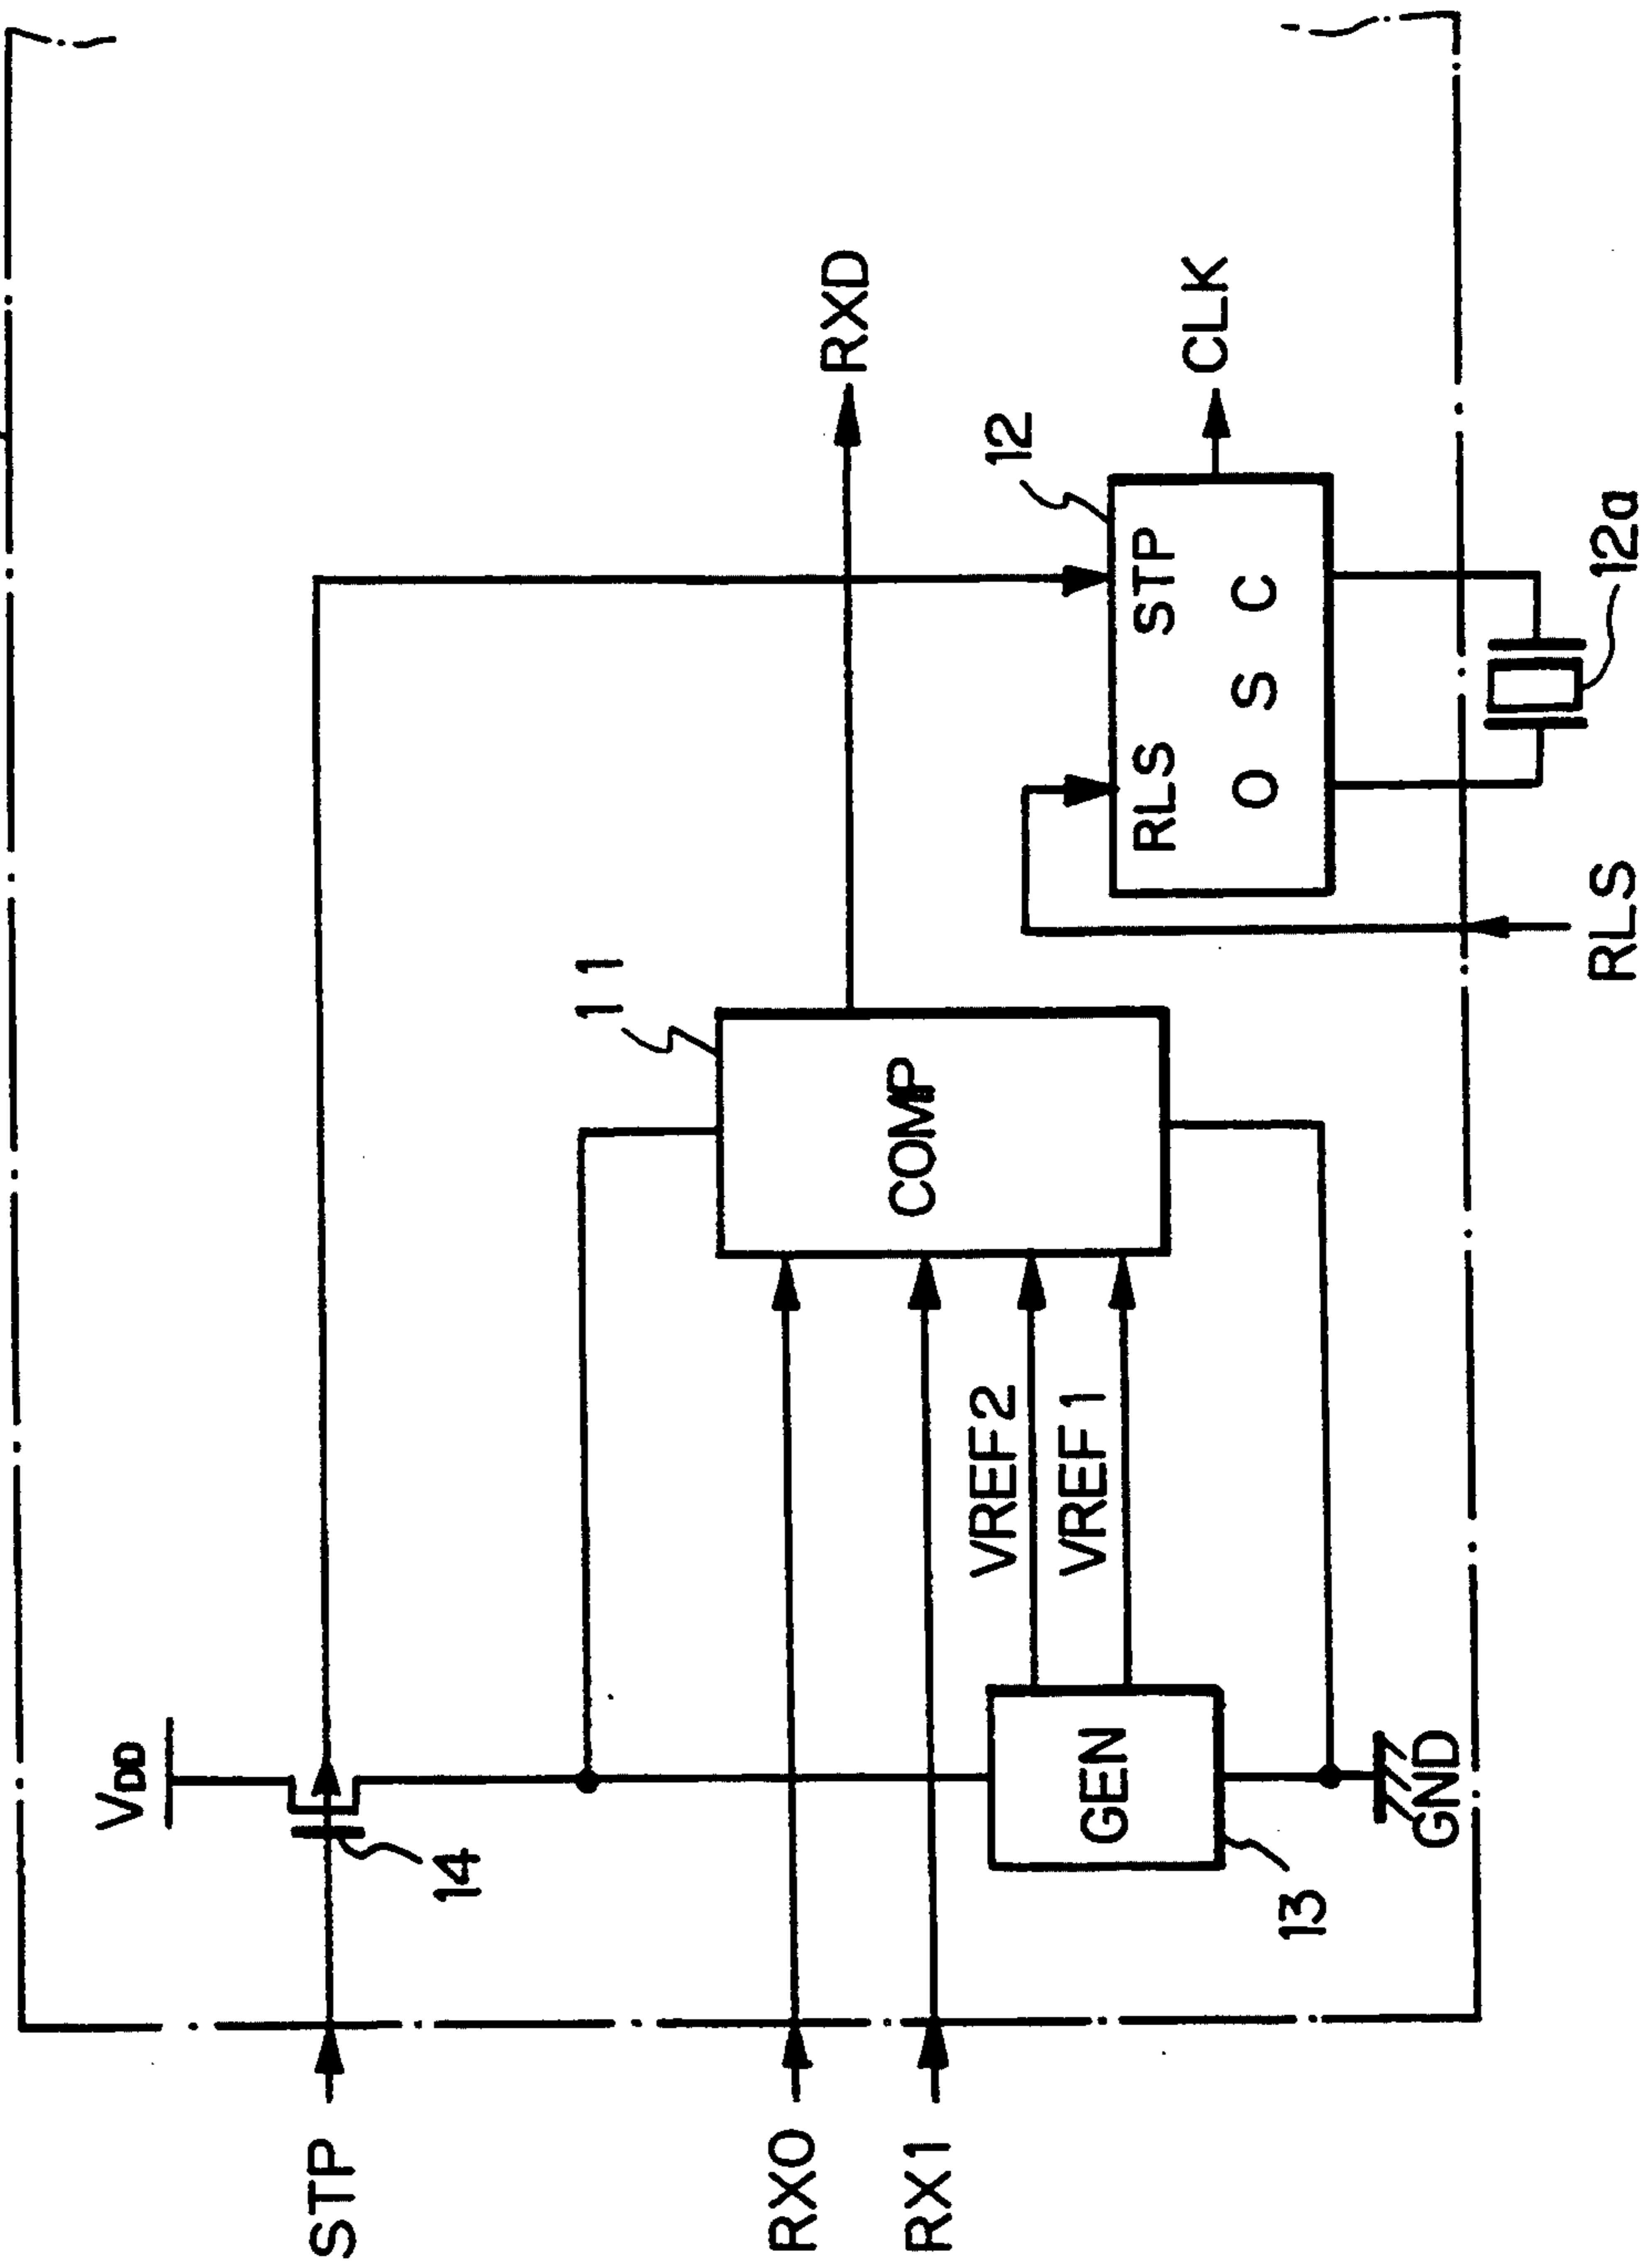 STP
RX0
RX1
VDD
14
GEN
13
GND
VREF2
VREF1
COMP
11
RXD
RLS STP
OSC
12
CLK
12a
RLS